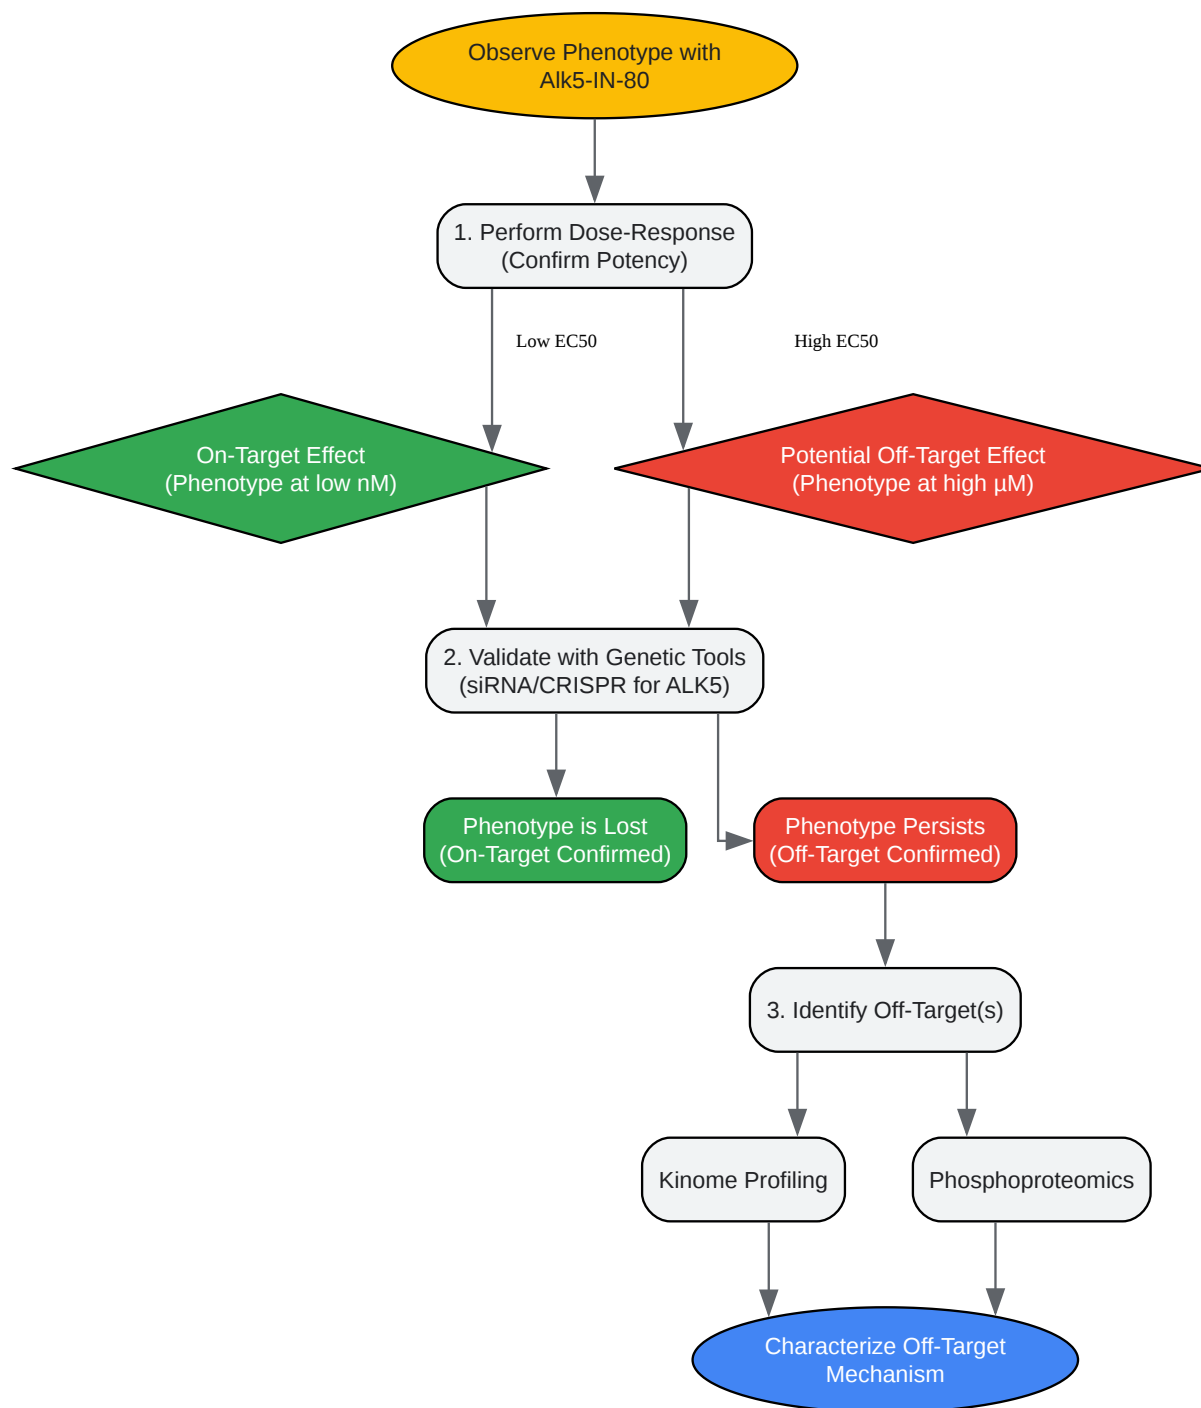 Observe Phenotype with
Alk5-IN-80
1. Perform Dose-Response
(Confirm Potency)
Low EC50
High EC50
On-Target Effect
(Phenotype at low nM)
Potential Off-Target Effect
(Phenotype at high µM)
2. Validate with Genetic Tools
(siRNA/CRISPR for ALK5)
Phenotype is Lost
(On-Target Confirmed)
Phenotype Persists
(Off-Target Confirmed)
3. Identify Off-Target(s)
Kinome Profiling
Phosphoproteomics
Characterize Off-Target
Mechanism